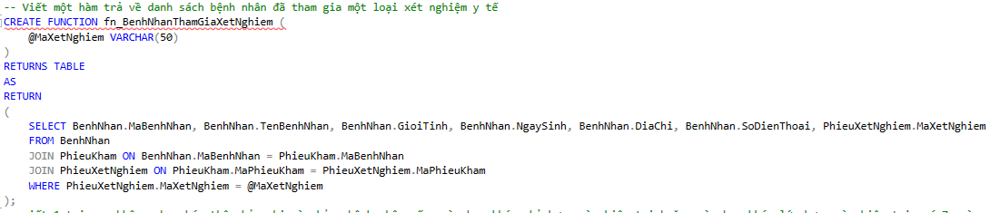 -- Viết một hàm trả về danh sách bệnh nhân đã tham gia một loại xét nghiệm y tế
CREATE FUNCTION fn_BenhNhanThamGiaXetNghiem (
@MaXetNghiem VARCHAR(50)
)
RETURNS TABLE
AS
RETURN
(
SELECT BenhNhan.MaBenhNhan, BenhNhan.TenBenhNhan, BenhNhan.GioiTinh, BenhNhan.NgaySinh, BenhNhan.DiaChi, BenhNhan.SoDienThoai, PhieuXetNghiem.MaXetNghiem
FROM BenhNhan
JOIN PhieuKham ON BenhNhan.MaBenhNhan = PhieuKham.MaBenhNhan
JOIN PhieuXetNghiem ON PhieuKham.MaPhieuKham = PhieuXetNghiem.MaPhieuKham
WHERE PhieuXetNghiem.MaXetNghiem = @MaXetNghiem
);